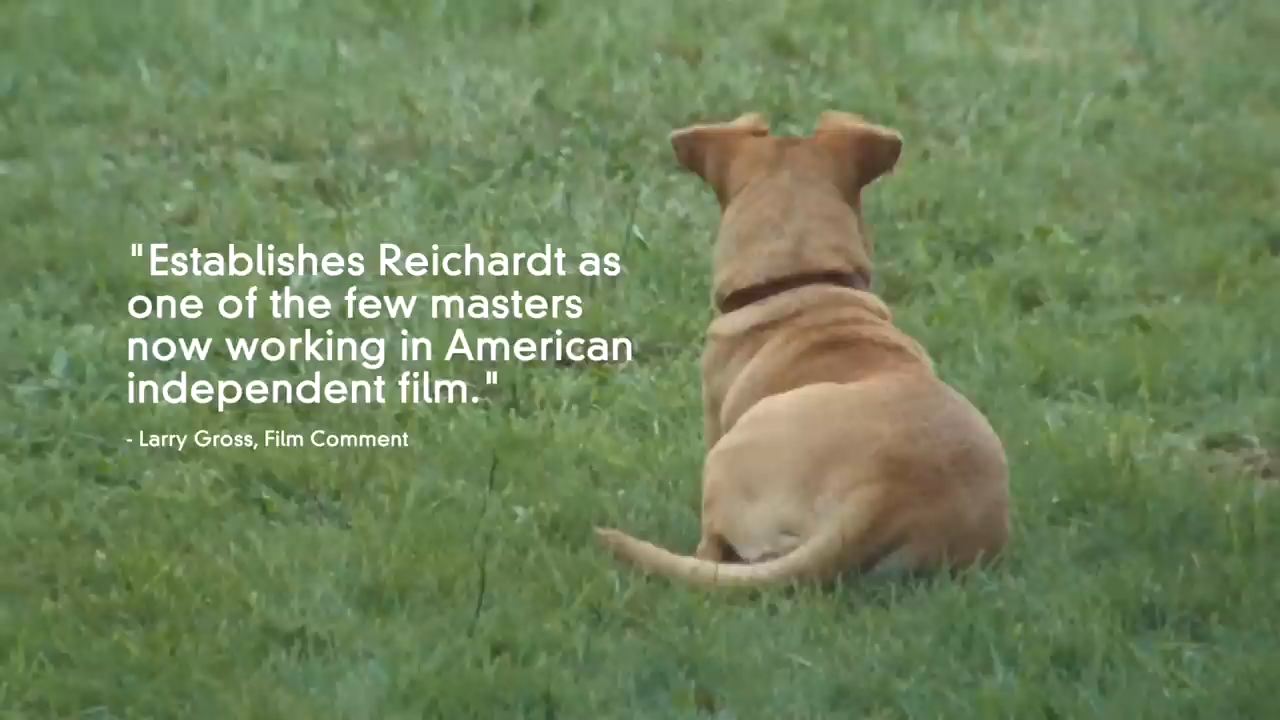 "Establishes Reichardt as
one of the few masters
now working in American
independent film."
- Larry Gross, Film Comment